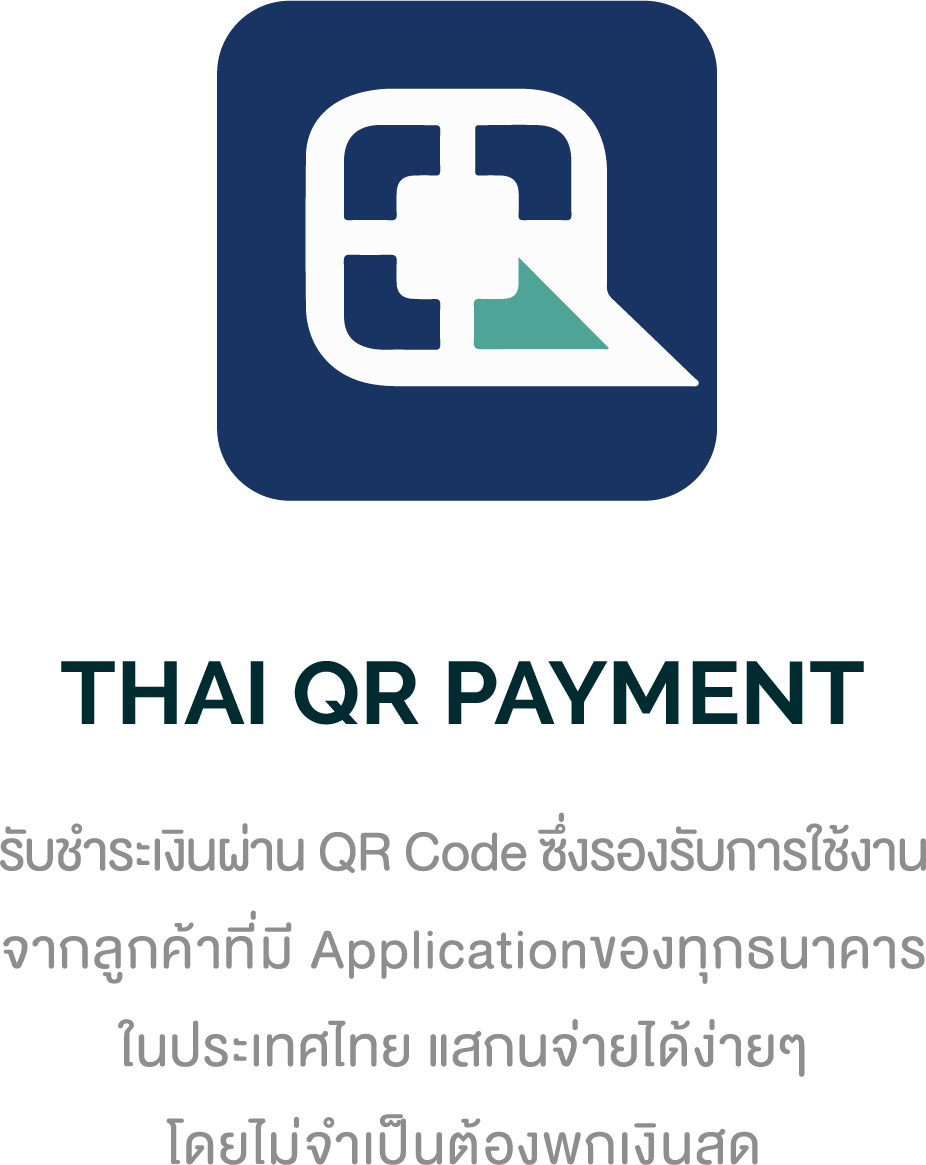 THAI QR PAYMENT
รับชำระเงินผ่าน QR Code ซึ่งรองรับการใช้งาน
จากลูกค้าที่มี Applicationของทุกธนาคาร
ในประเทศไทย แสกนจ่ายได้ง่ายๆ
โดยไม่จำเป็นต้องพกเงินสด